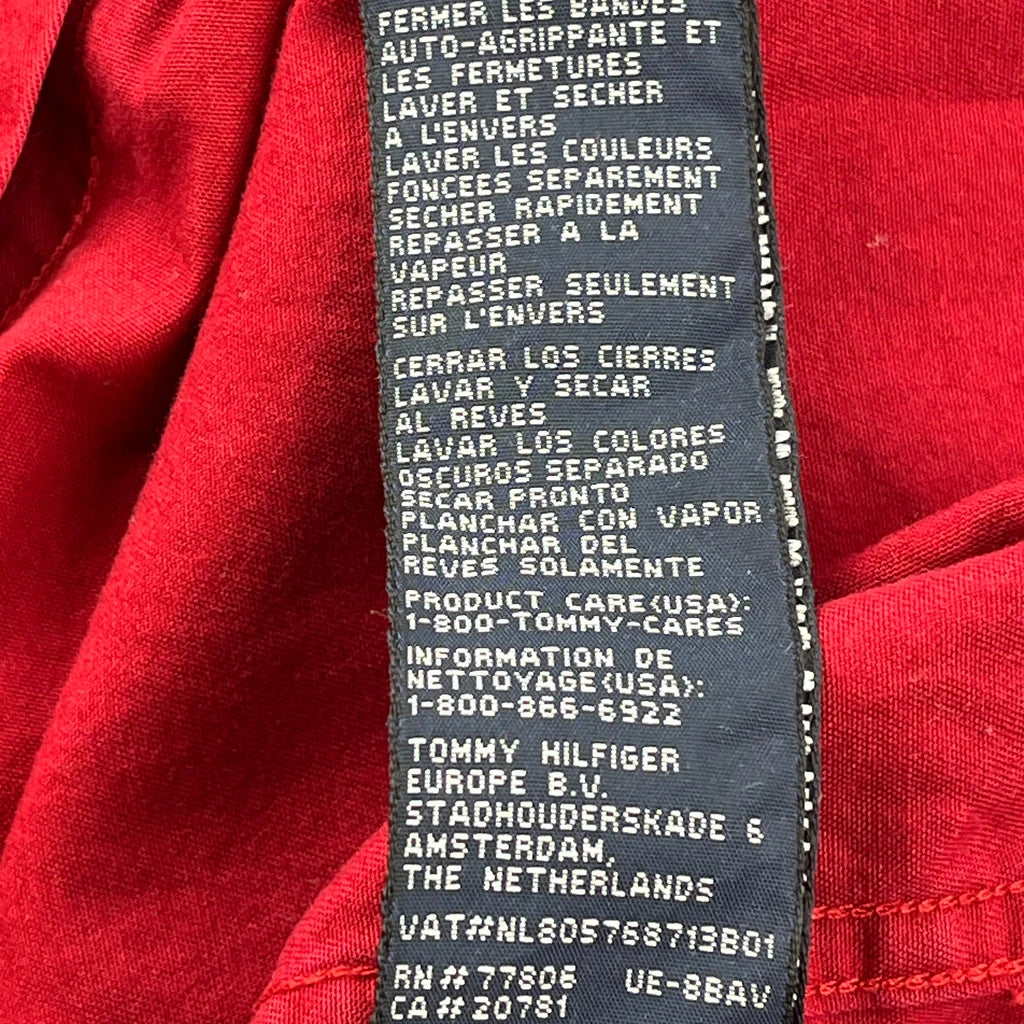 FERMER LES BANDES
AUTO-AGRIPPANTE ET
LES FERMETURES
LAVER ET SECHER
A L'ENVERS
LAVER LES COULEURS
FONCEES SEPAREMENT
SECHER RAPIDEMENT
REPASSER A LA
VAPEUR
REPASSER SEULEMENT
SUR L'ENVERS
CERRAR LOS CIERRES
LAVAR Y SECAR
AL REVES
LAVAR LOS COLORES
OSCUROS SEPARADO
SECAR PRONTO
PLANCHAR CON VAPOR
PLANCHAR DEL
REVES SOLAMENTE
PRODUCT CARE(USA):
1-800-TOMMY-CARES
INFORMATION DE
NETTOYAGE(USA):
1-800-866-6922
TOMMY HILFIGER
EUROPE B.V.
STADHOUDERSKADE 6
AMSTERDAM,
THE NETHERLANDS
VAT#NL805768713B01
RN# 77806 UE-8BAV
CA# 20781